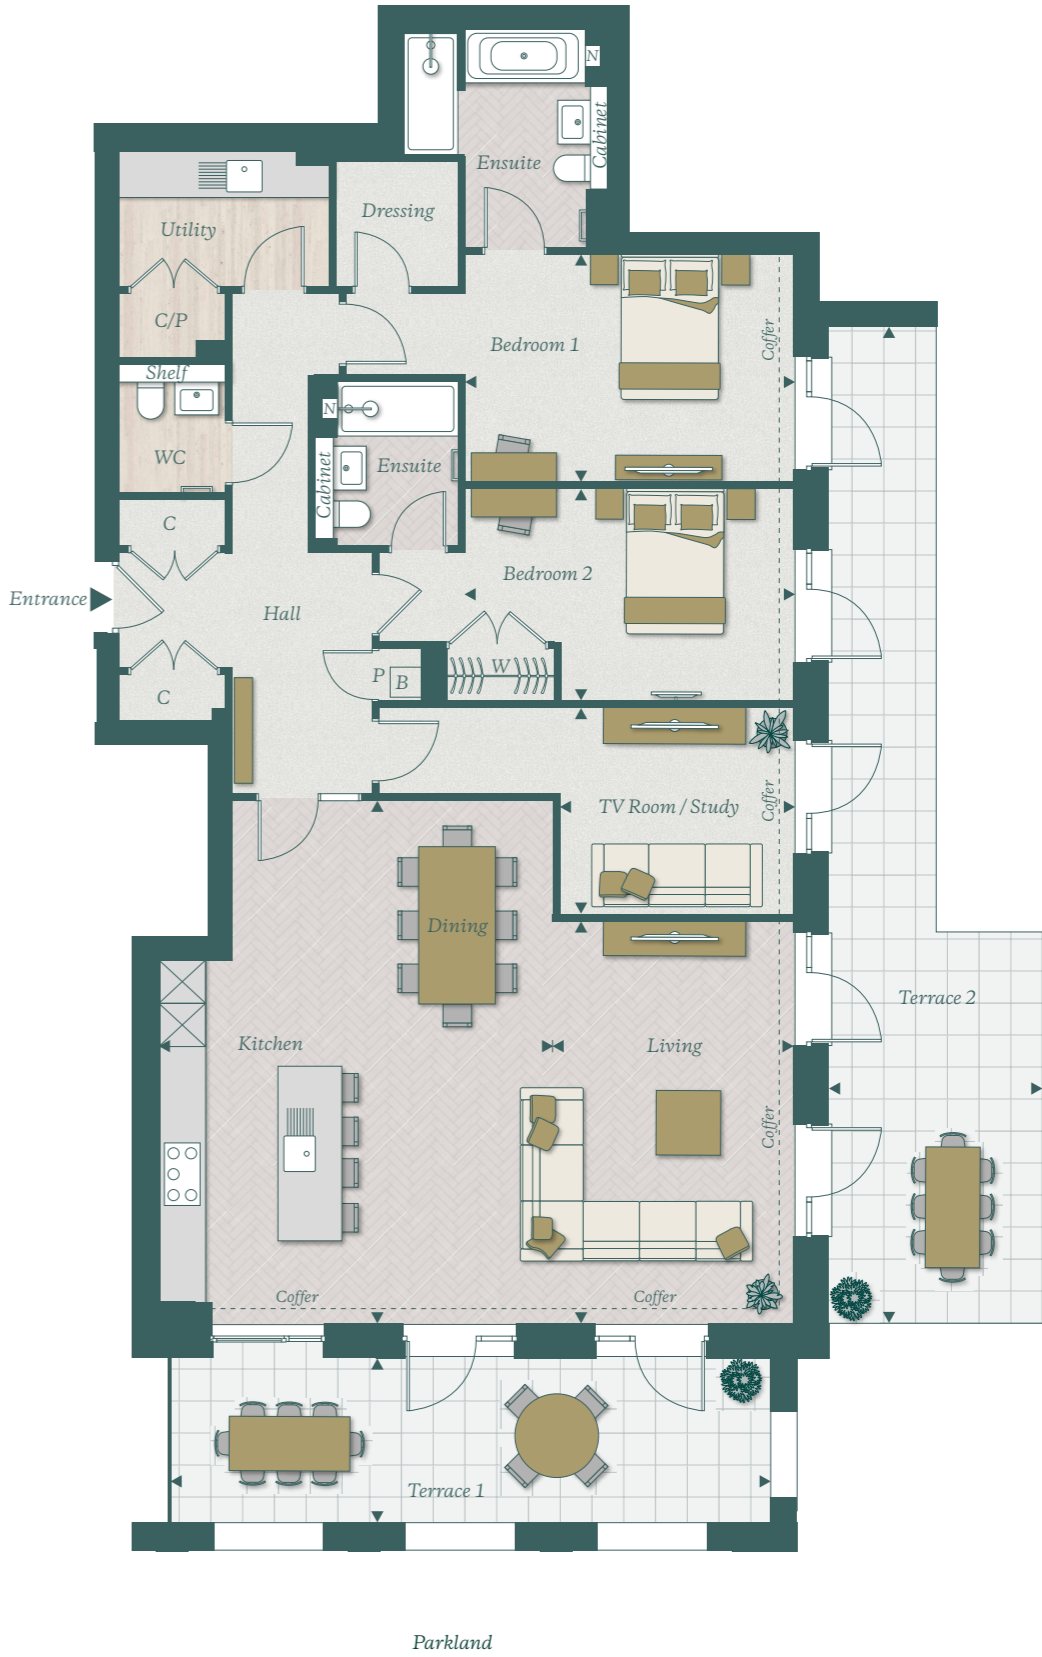 N
Cabinet
Ensuite
Dressing
Utility
C/P
Bedroom 1
Coffer
Shelf
N
WC
Ensuite
Cabinet
C
Bedroom 2
Entrance
Hall
W
P
B
C
TV Room / Study
Coffer
Dining
Terrace 2
Kitchen
Living
Coffer
Coffer
Coffer
Terrace 1
Parkland